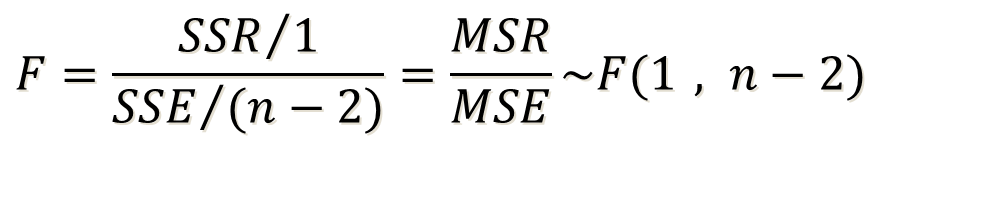 F = SSR/1 / SSE/(n − 2) = MSR / MSE ~F(1 , n − 2)